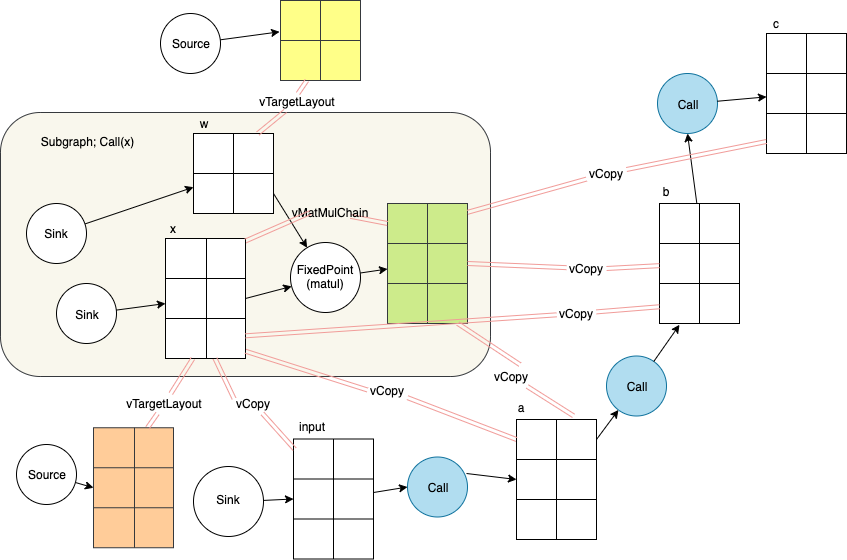 Source
c
vTargetLayout
Call
w
Subgraph; Call(x)
vCopy
b
vMatMulChain
x
Sink
FixedPoint
(matul)
vCopy
Sink
vCopy
vCopy
vCopy
Call
vTargetLayout
vCopy
a
input
Source
Call
Sink